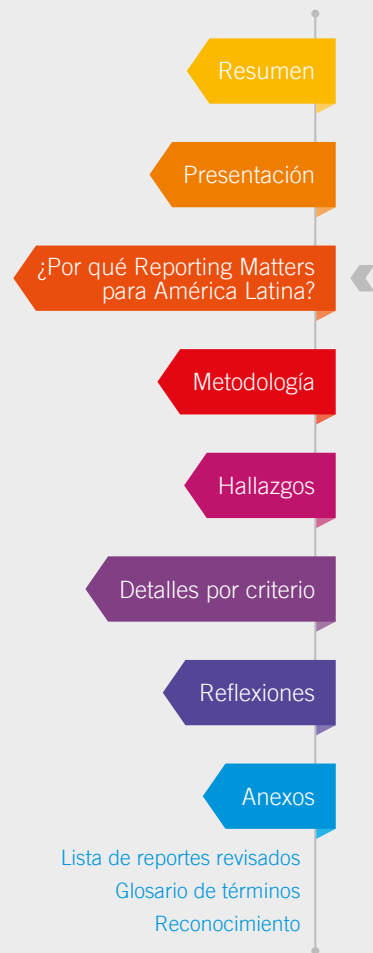 Resumen
Presentación
¿Por qué Reporting Matters
para América Latina?
Metodología
Hallazgos
Detalles por criterio
Reflexiones
Anexos
Lista de reportes revisados
Glosario de términos
Reconocimiento